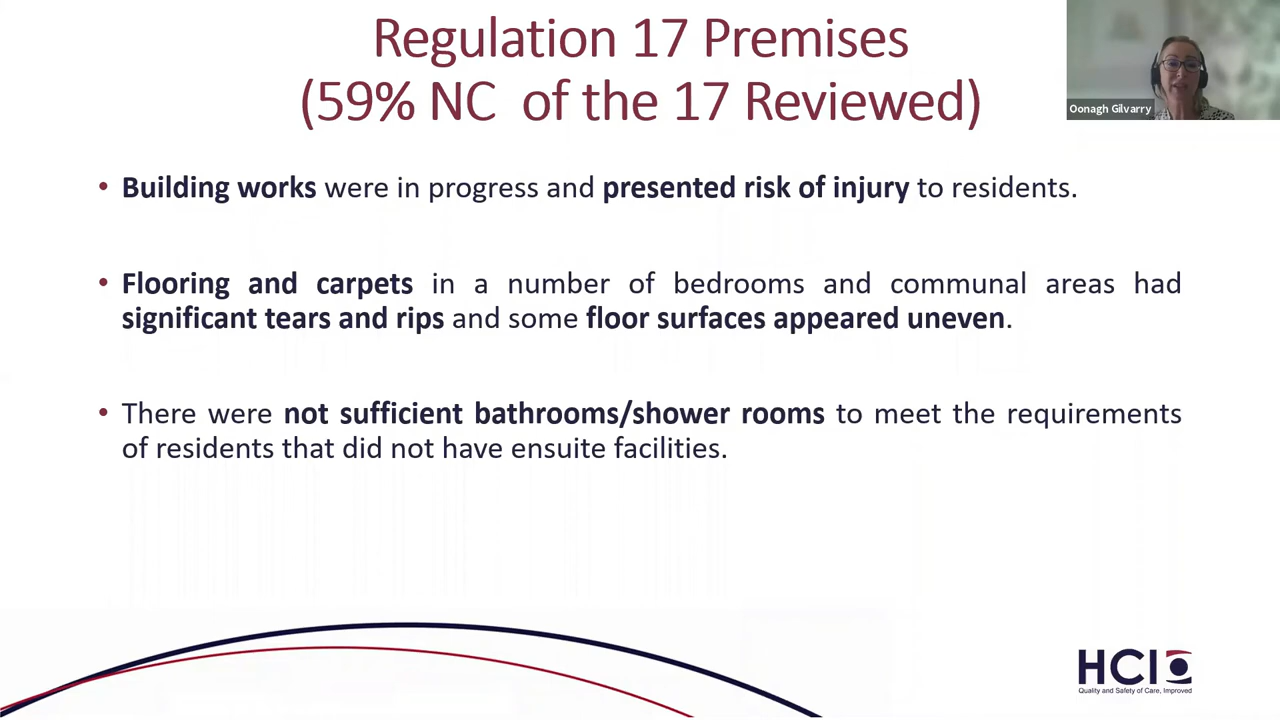 Regulation 17 Premises
(59% NC of the 17 Reviewed)
Oonagh Gilvarry
• Building works were in progress and presented risk of injury to residents.
• Flooring and carpets in a number of bedrooms and communal areas had
significant tears and rips and some floor surfaces appeared uneven.
• There were not sufficient bathrooms/shower rooms to meet the requirements
of residents that did not have ensuite facilities.
HCI
Quality and Safety of Care, Improved